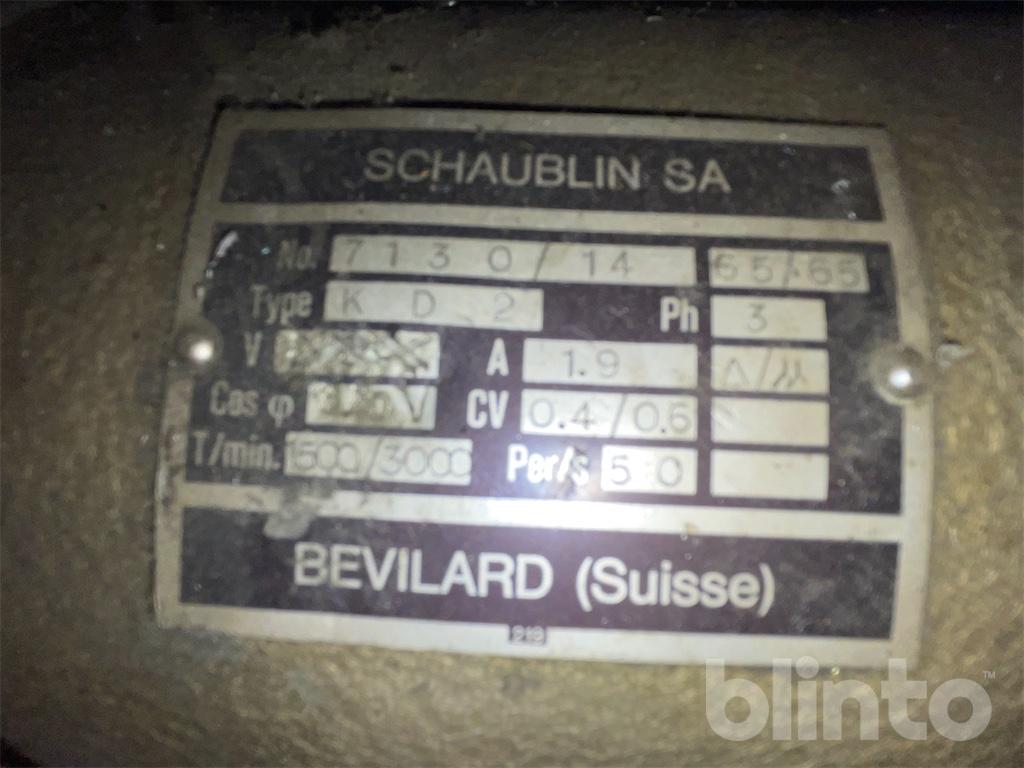 SCHAUBLIN SA
No. 7130/14 65/65
Type K D 2 Ph 3
V A 1.9
Cos φ CV 0.4/0.6
T/min. 1500/3000 Per/s 50
BEVILARD (Suisse)
blinto™